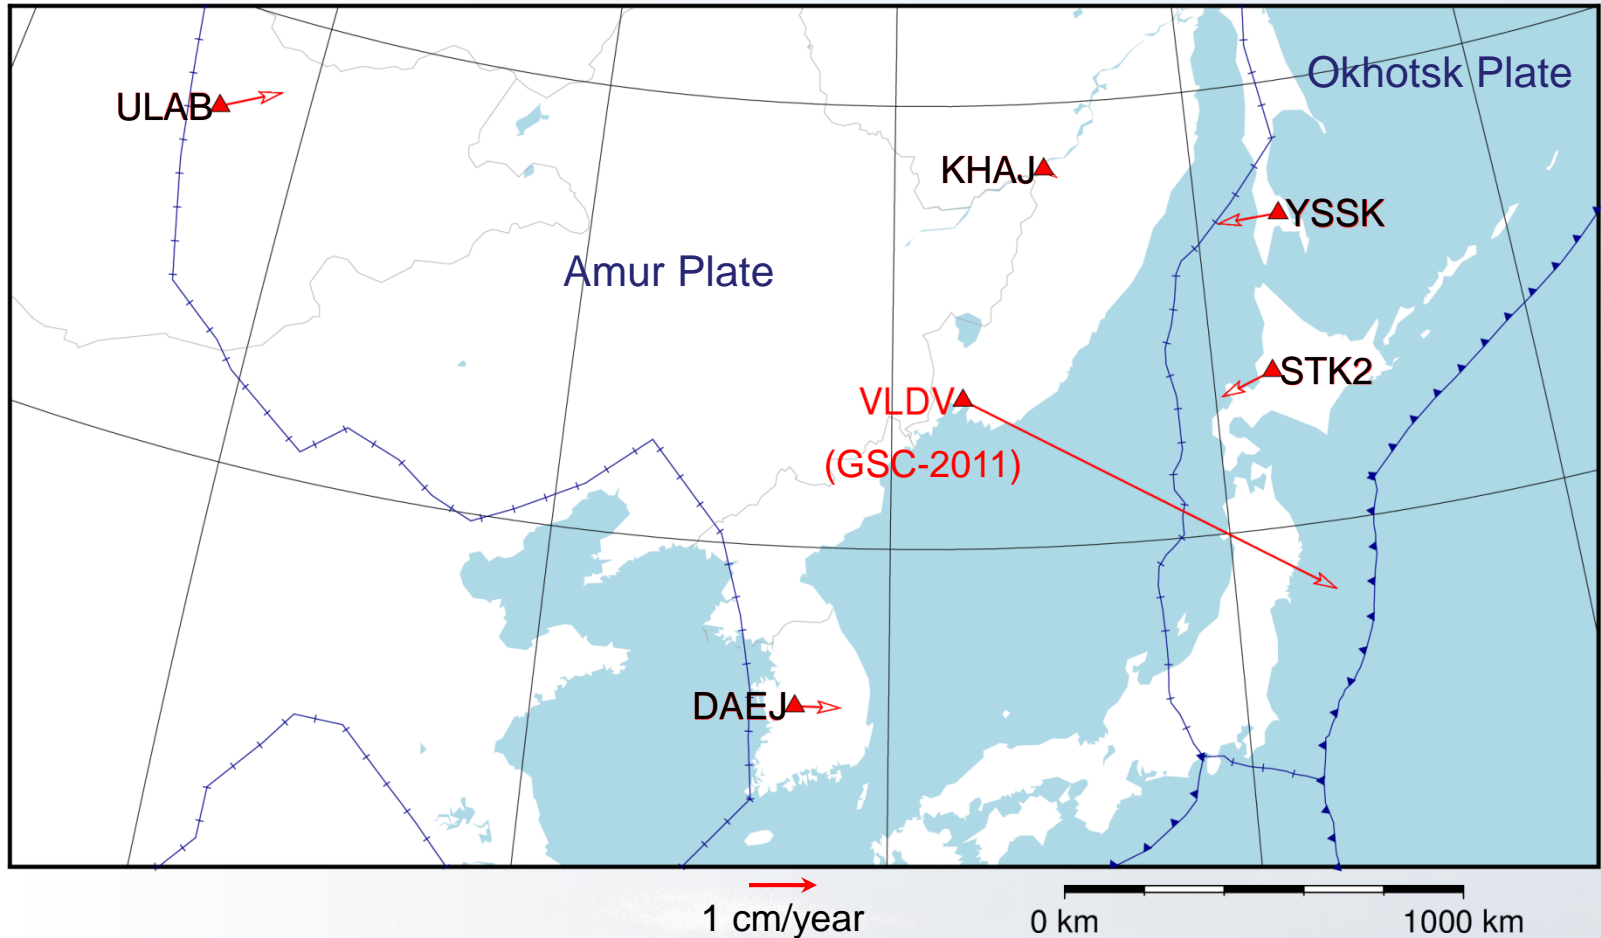 Okhotsk Plate
ULAB
KHAJ
YSSK
Amur Plate
STK2
VLDV
(GSC-2011)
DAEJ
1 cm/year
0 km
1000 km